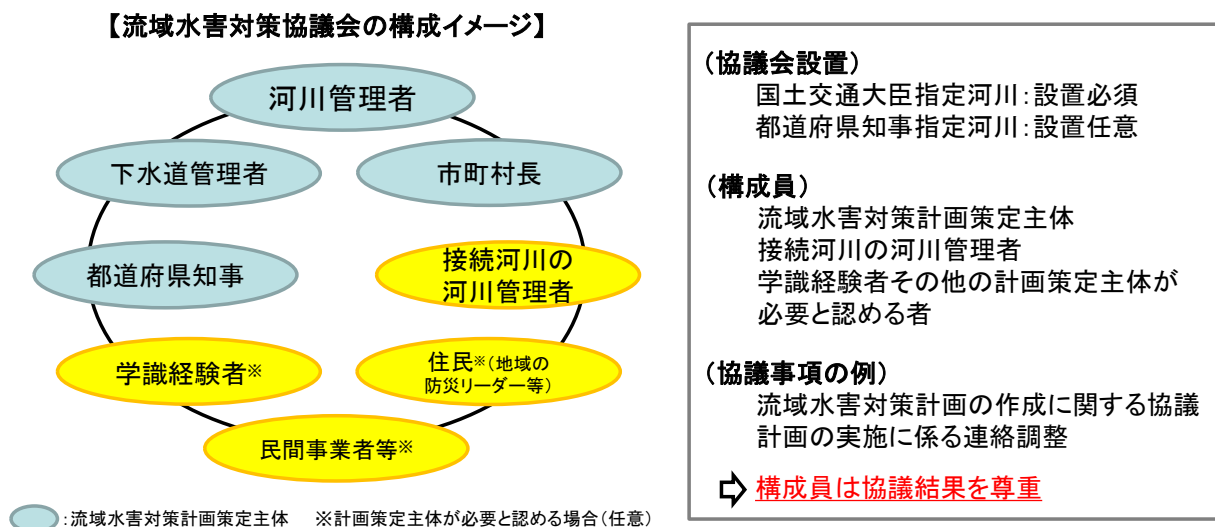 【流域水害対策協議会の構成イメージ】
河川管理者
下水道管理者
市町村長
都道府県知事
接続河川の
河川管理者
学識経験者※
住民※(地域の
防災リーダー等)
民間事業者等※
:流域水害対策計画策定主体 ※計画策定主体が必要と認める場合(任意)
(協議会設置)
国土交通大臣指定河川:設置必須
都道府県知事指定河川:設置任意
(構成員)
流域水害対策計画策定主体
接続河川の河川管理者
学識経験者その他の計画策定主体が
必要と認める者
(協議事項の例)
流域水害対策計画の作成に関する協議
計画の実施に係る連絡調整
構成員は協議結果を尊重